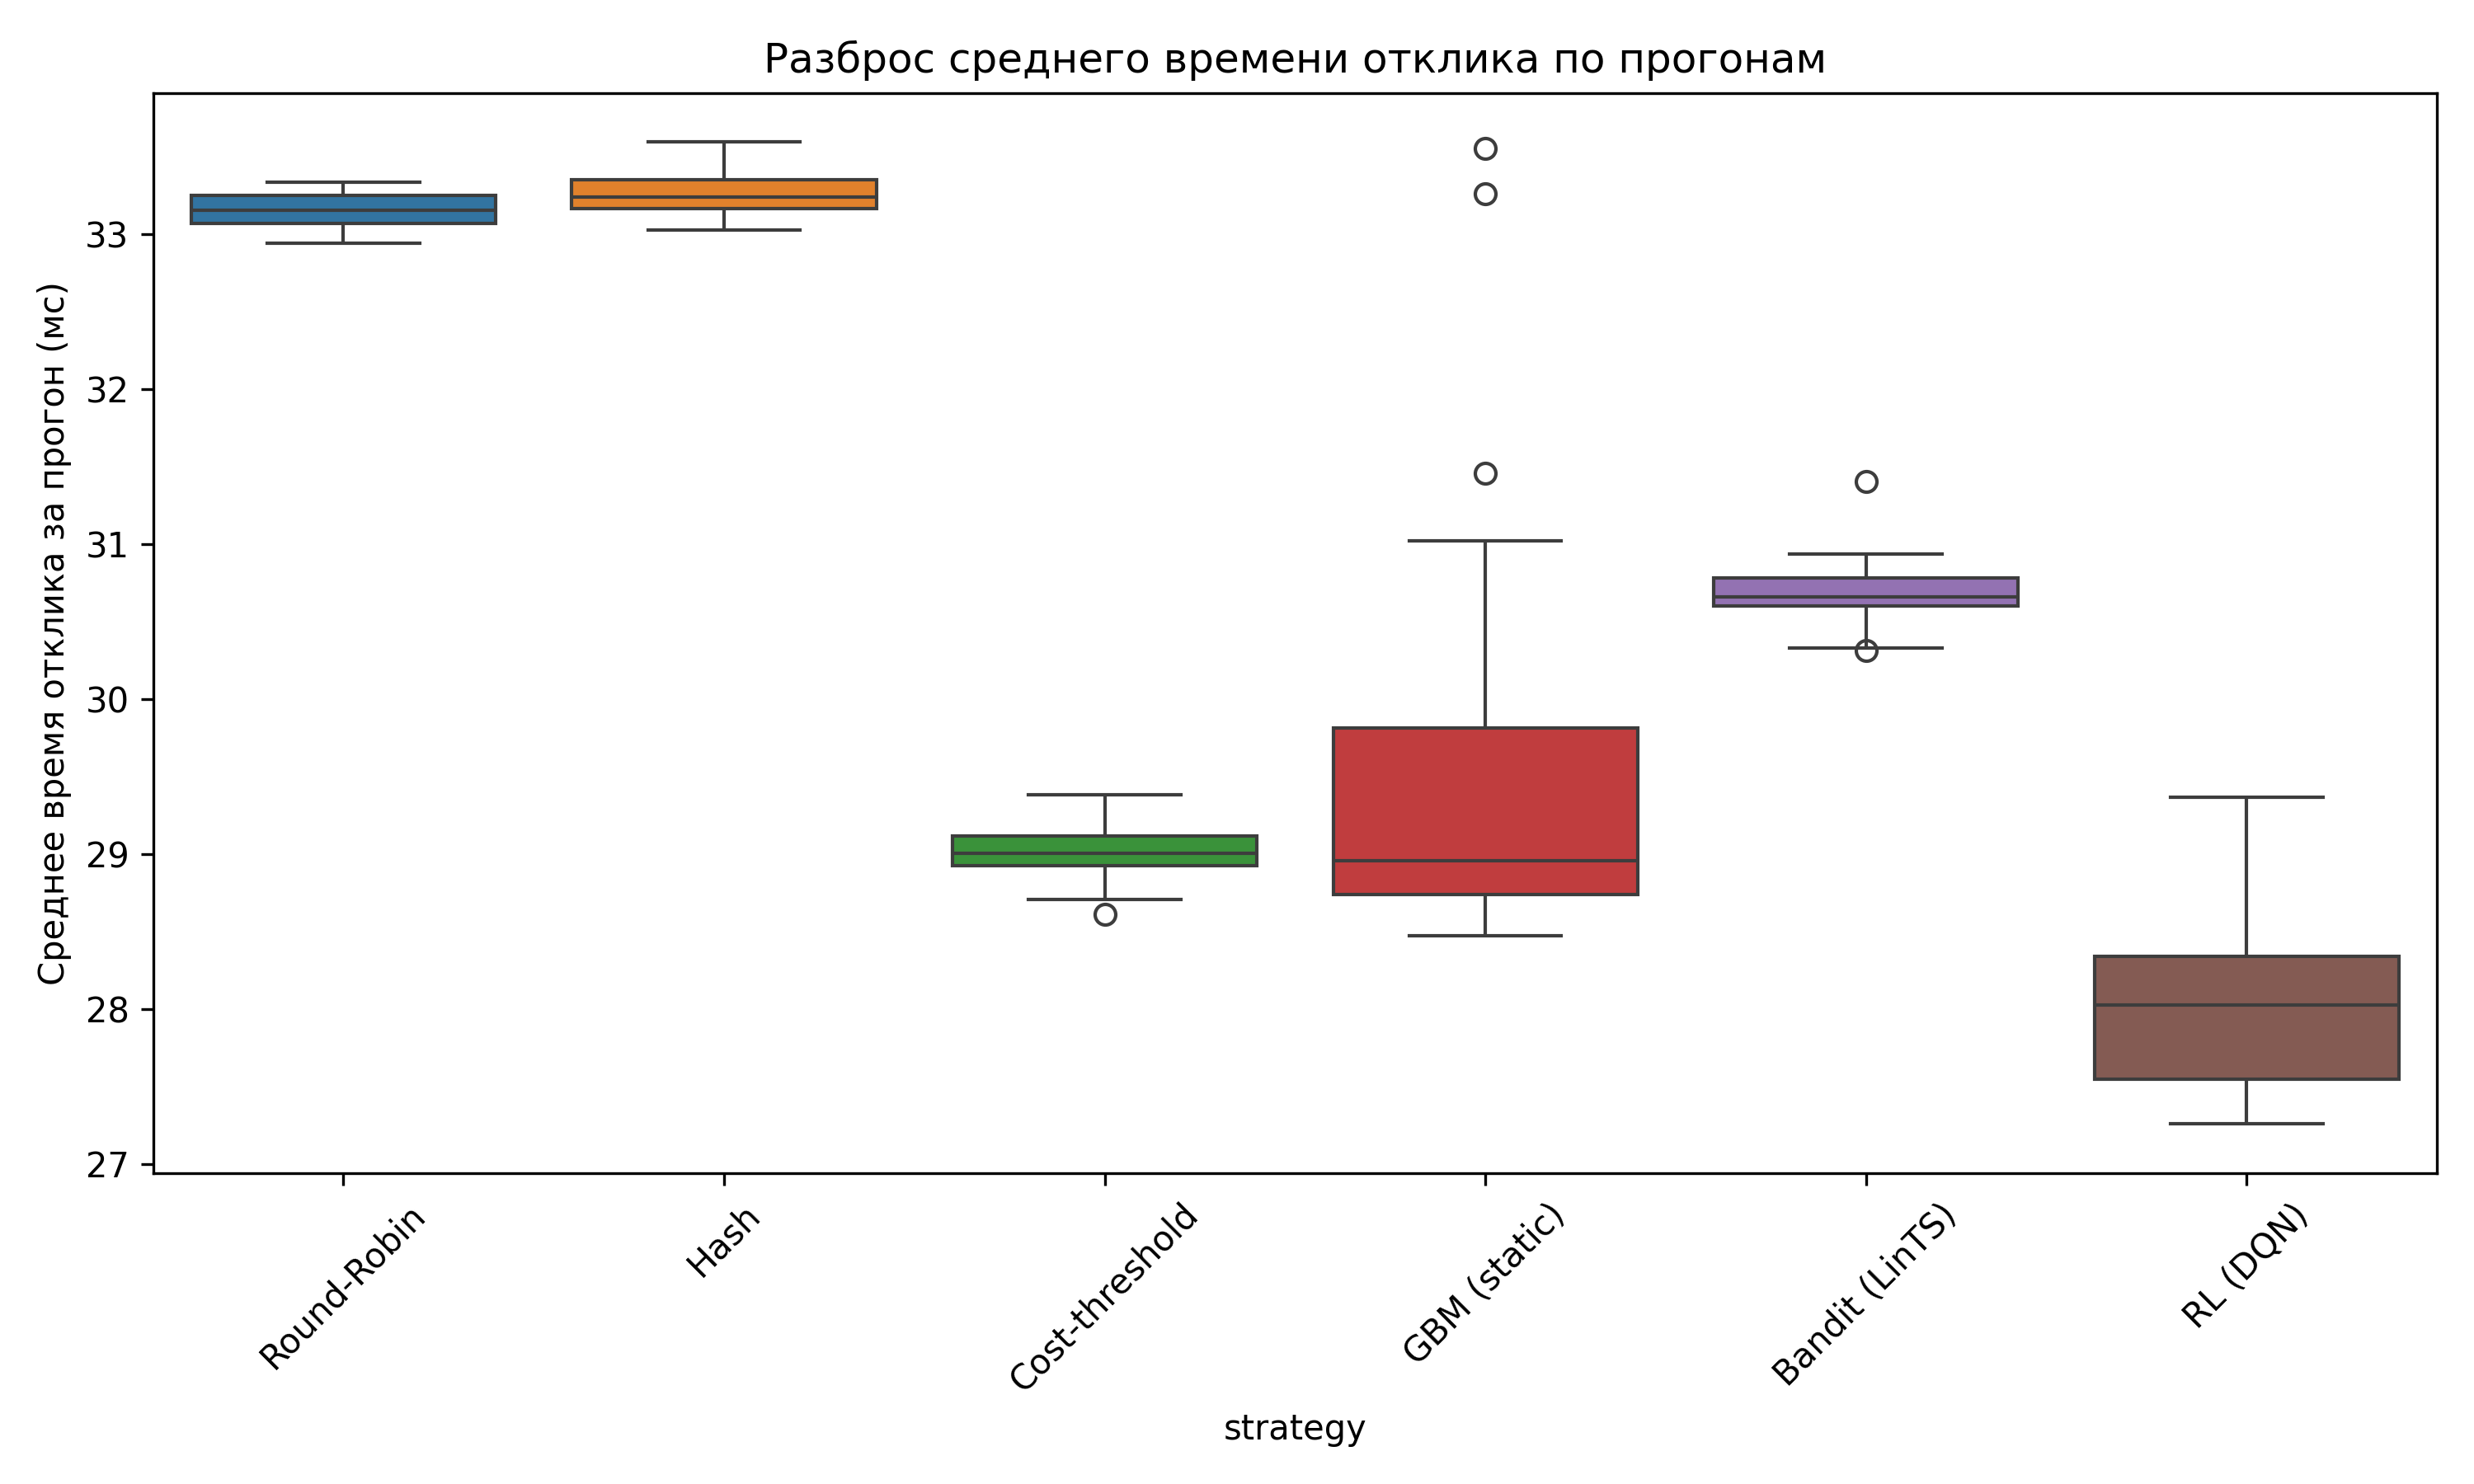 Разброс среднего времени отклика по прогонам
Среднее время отклика за прогон (мс)
33
32
31
30
29
28
27
Round-Robin
Hash
Cost-threshold
GBM (static)
Bandit (LinTS)
RL (DQN)
strategy